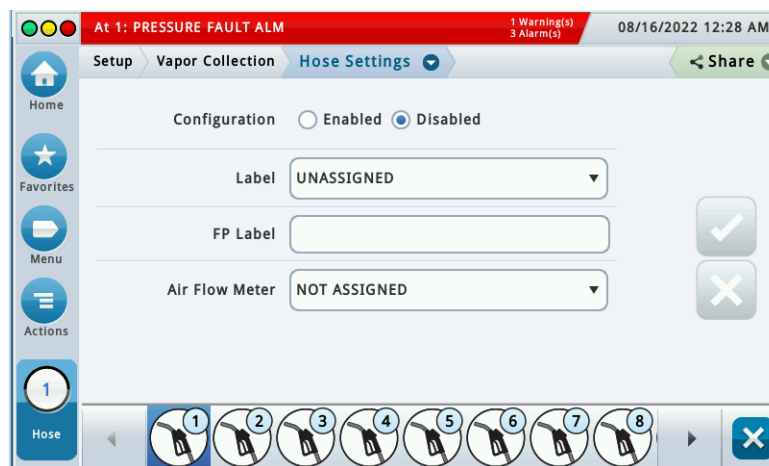 At 1: PRESSURE FAULT ALM
1 Warning(s)
3 Alarm(s)
08/16/2022 12:28 AM
Setup Vapor Collection Hose Settings Share
Home
Favorites
Menu
Actions
1
Hose
Configuration Enabled Disabled
Label UNASSIGNED
FP Label
Air Flow Meter NOT ASSIGNED
1 2 3 4 5 6 7 8